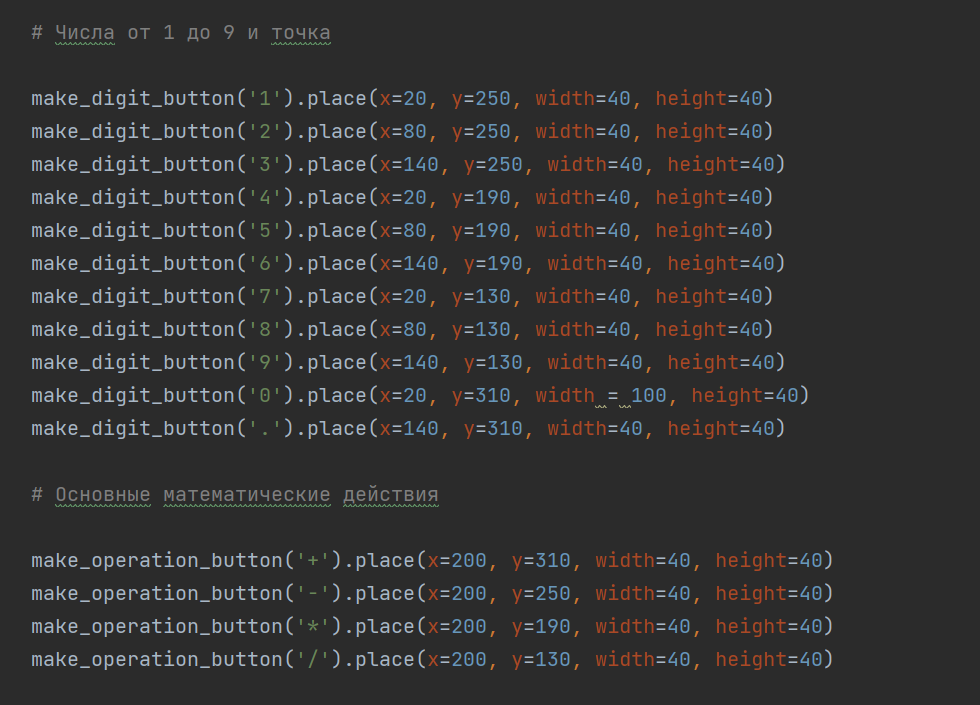 # Числа от 1 до 9 и точка
make_digit_button('1').place(x=20, y=250, width=40, height=40)
make_digit_button('2').place(x=80, y=250, width=40, height=40)
make_digit_button('3').place(x=140, y=250, width=40, height=40)
make_digit_button('4').place(x=20, y=190, width=40, height=40)
make_digit_button('5').place(x=80, y=190, width=40, height=40)
make_digit_button('6').place(x=140, y=190, width=40, height=40)
make_digit_button('7').place(x=20, y=130, width=40, height=40)
make_digit_button('8').place(x=80, y=130, width=40, height=40)
make_digit_button('9').place(x=140, y=130, width=40, height=40)
make_digit_button('0').place(x=20, y=310, width = 100, height=40)
make_digit_button('.').place(x=140, y=310, width=40, height=40)
# Основные математические действия
make_operation_button('+').place(x=200, y=310, width=40, height=40)
make_operation_button('-').place(x=200, y=250, width=40, height=40)
make_operation_button('*').place(x=200, y=190, width=40, height=40)
make_operation_button('/').place(x=200, y=130, width=40, height=40)